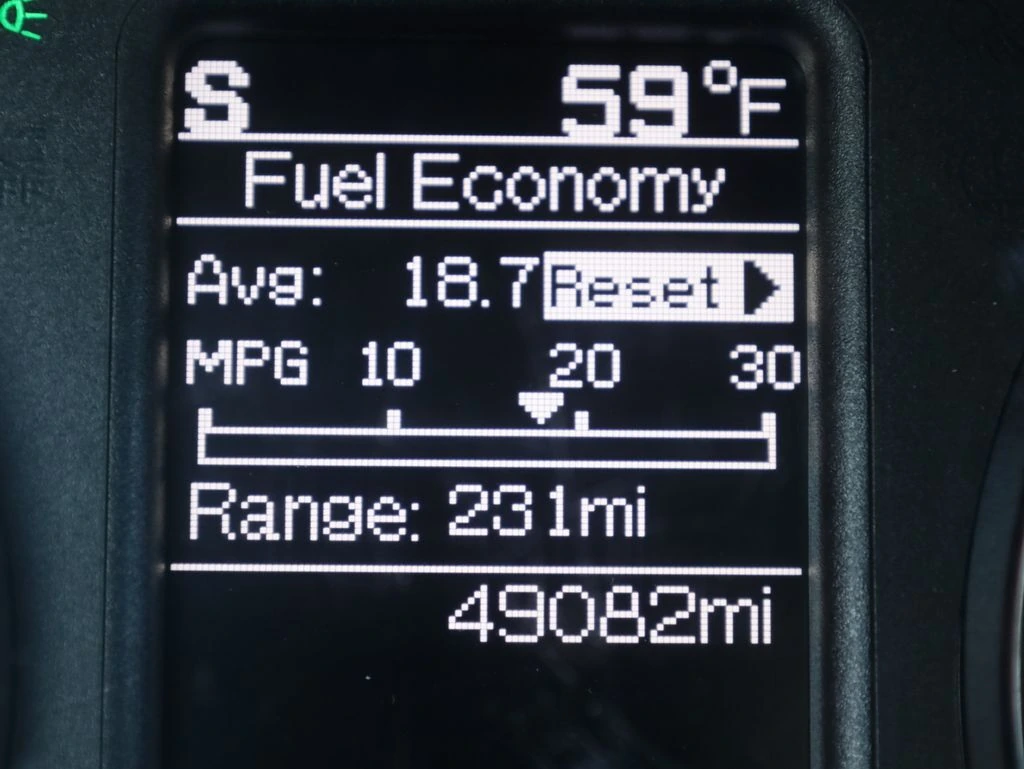 S 59°F
Fuel Economy
Avg: 18.7 Reset
MPG 10 20 30
Range: 231mi
49082mi